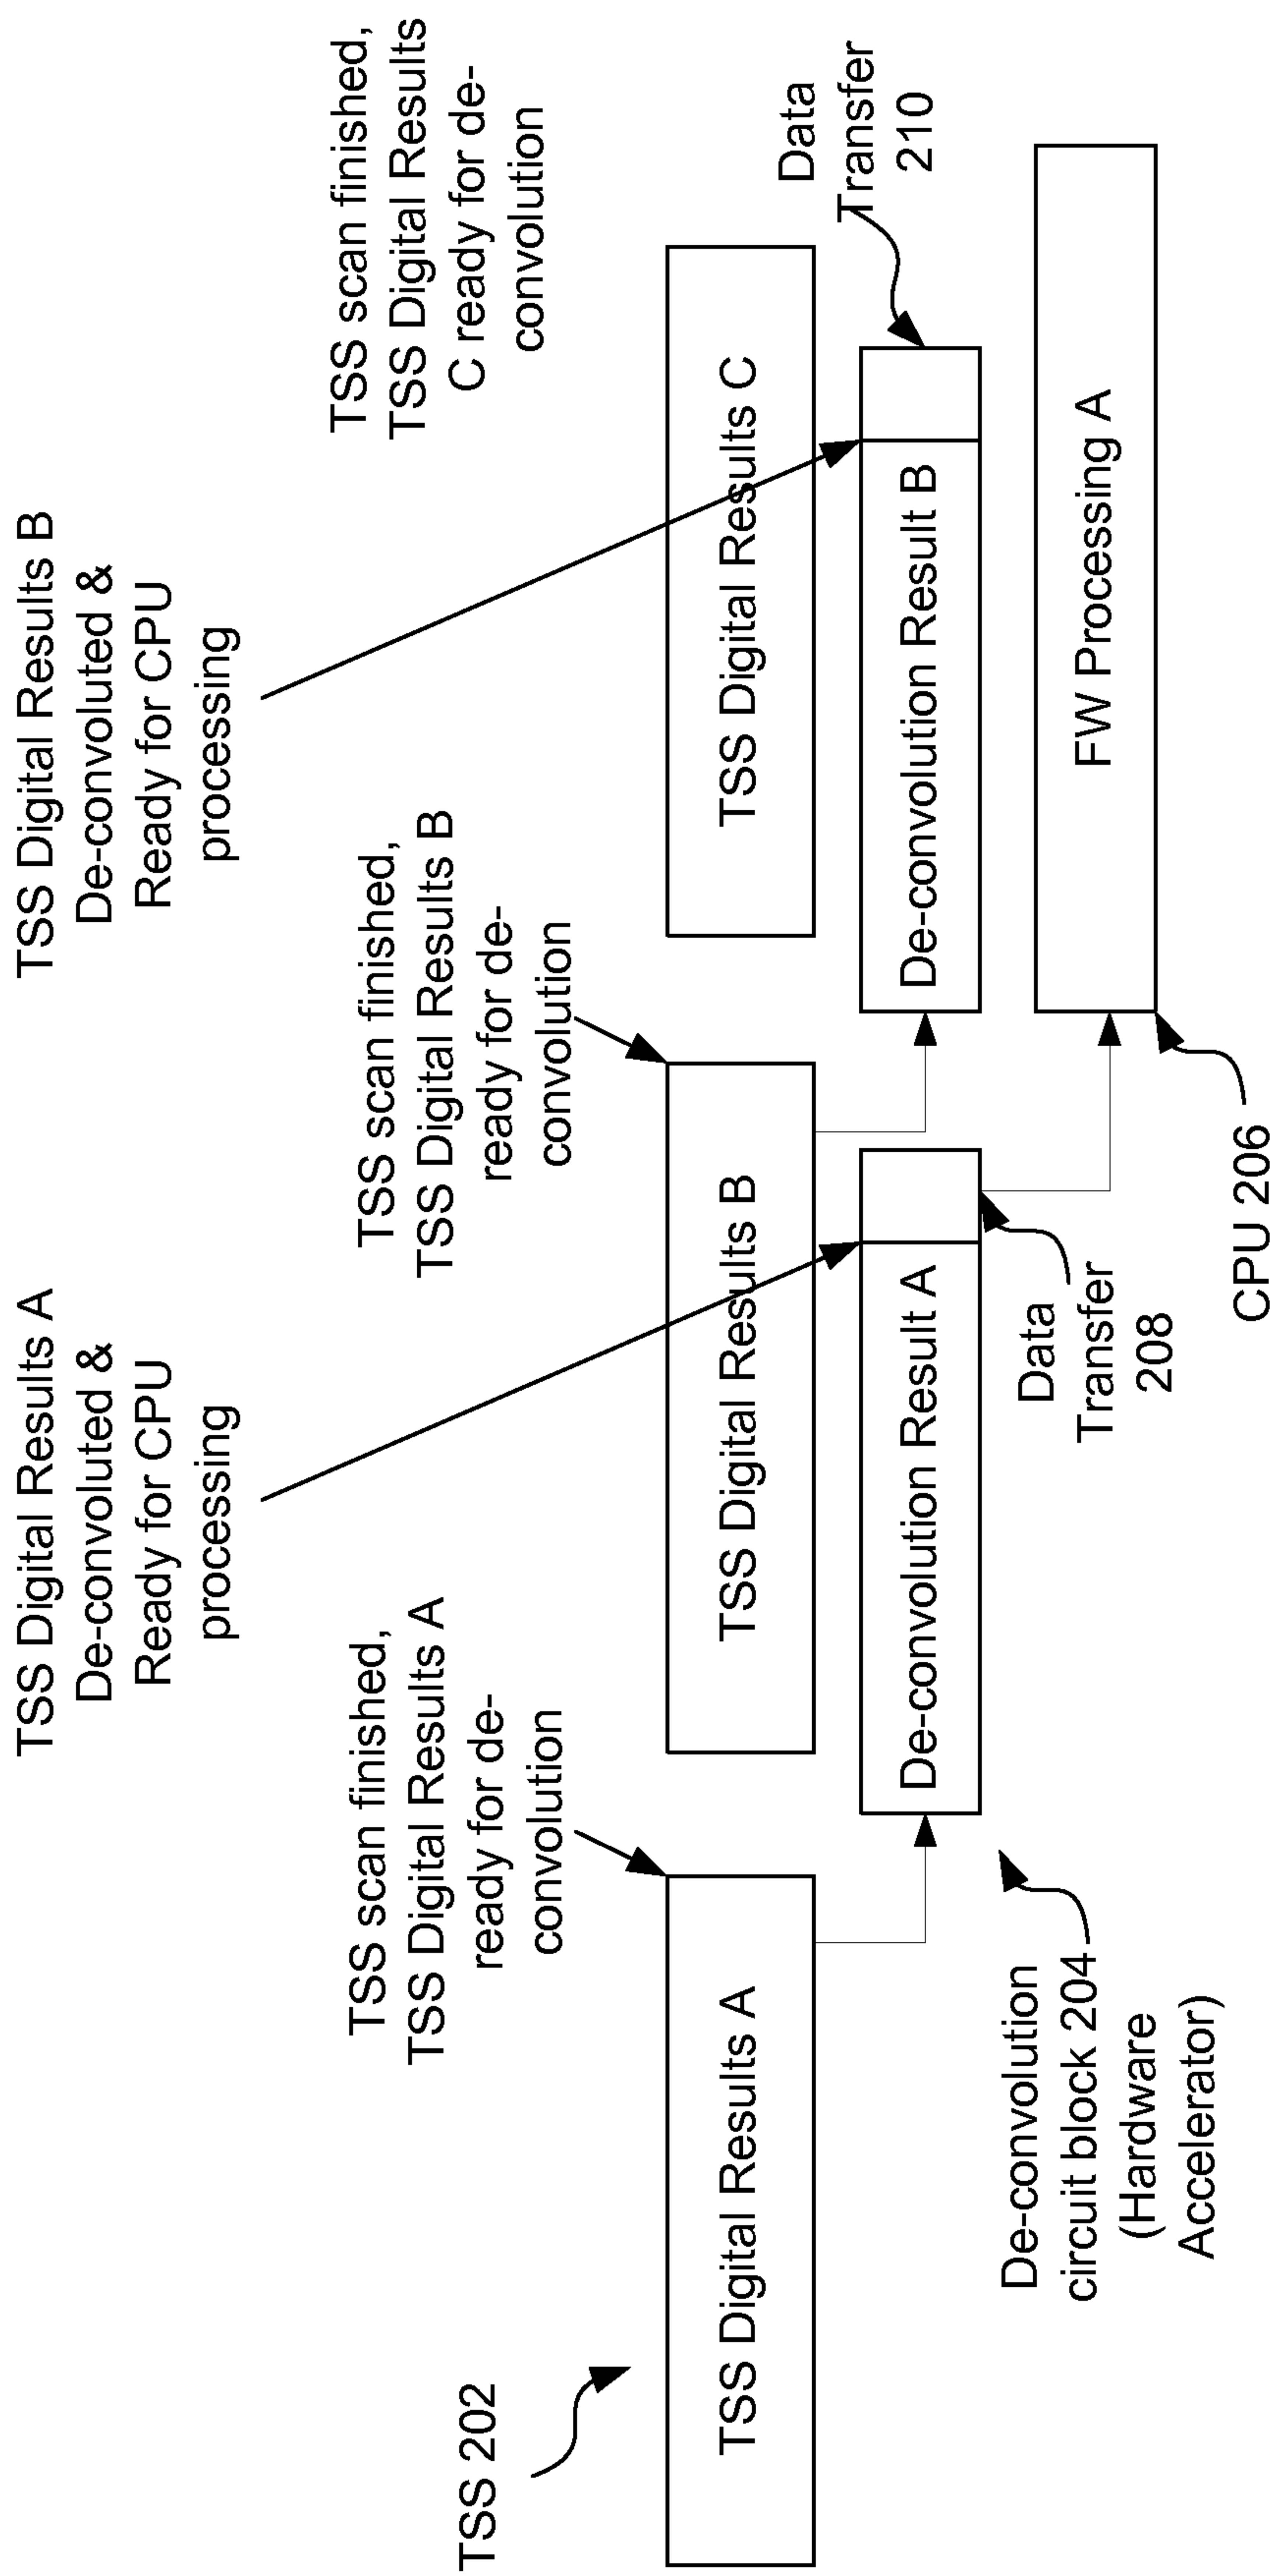 TSS Digital Results A
De-convoluted &
Ready for CPU
processing
TSS Digital Results B
De-convoluted &
Ready for CPU
processing
TSS scan finished,
TSS Digital Results A
ready for de-
convolution
TSS scan finished,
TSS Digital Results B
ready for de-
convolution
TSS scan finished,
TSS Digital Results
C ready for de-
convolution
TSS 202
TSS Digital Results A
TSS Digital Results B
TSS Digital Results C
Data
Transfer
210
De-convolution Result A
De-convolution Result B
De-convolution
circuit block 204
(Hardware
Accelerator)
Data
Transfer
208
FW Processing A
CPU 206